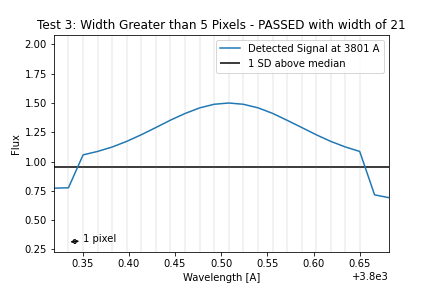 Test 3: Width Greater than 5 Pixels - PASSED with width of 21
2.00
1.75
1.50
1.25
1.00
0.75
0.50
0.25
Flux
Detected Signal at 3801 A
1 SD above median
1 pixel
0.35 0.40 0.45 0.50 0.55 0.60 0.65
Wavelength [A]
+3.8e3